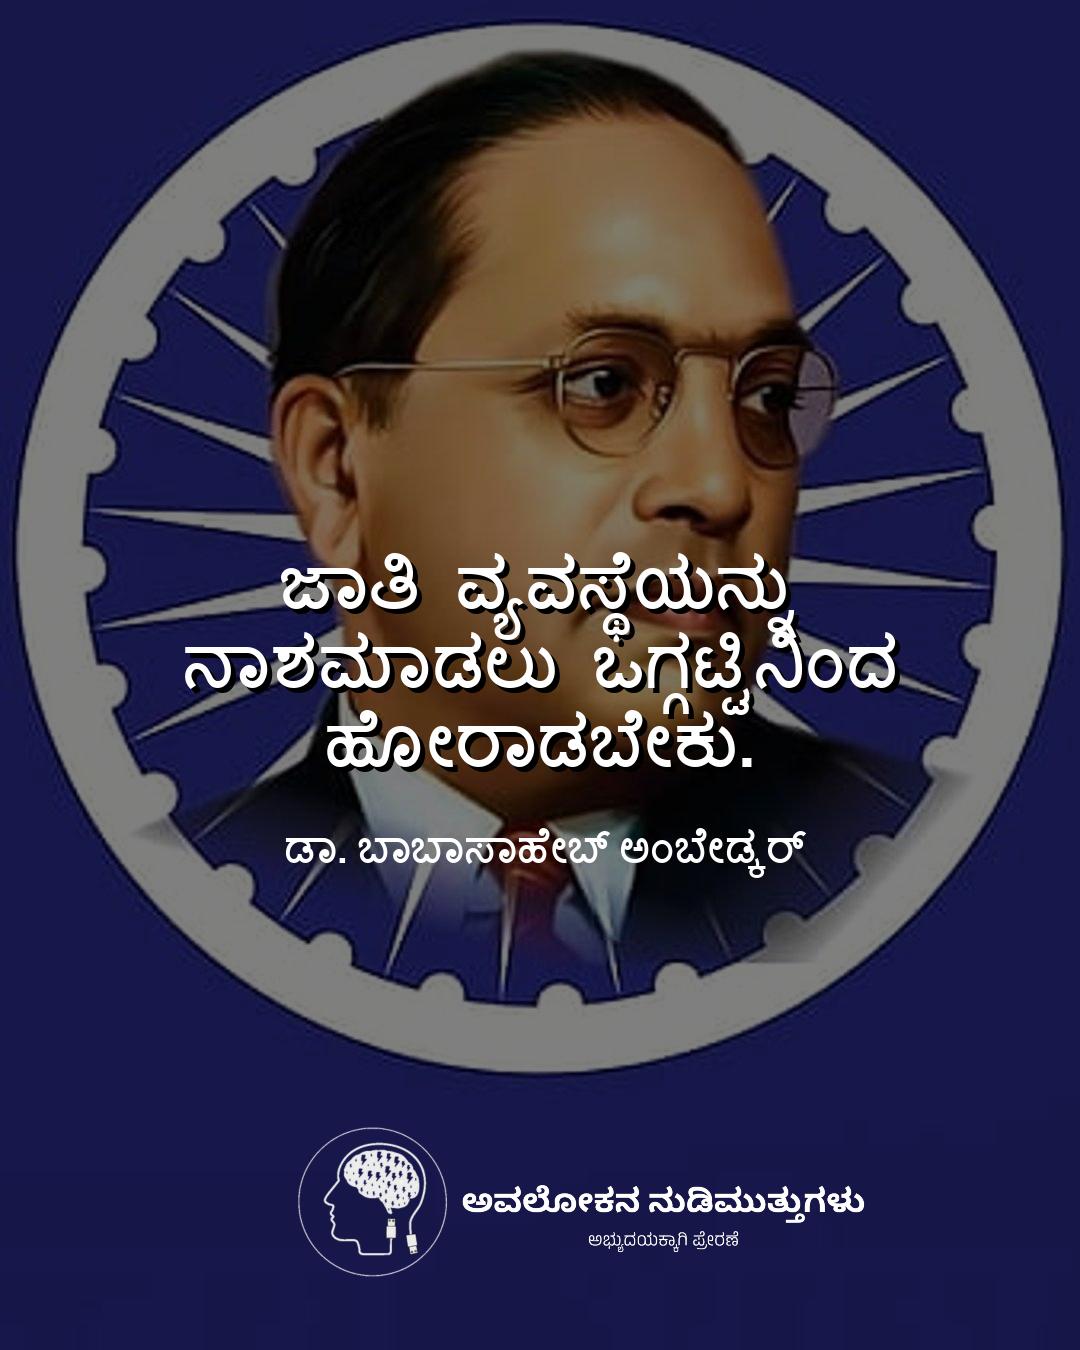 ಜಾತಿ ವ್ಯವಸ್ಥೆಯನ್ನು
ನಾಶಮಾಡಲು ಒಗ್ಗಟ್ಟಿನಿಂದ
ಹೋರಾಡಬೇಕು.
ಡಾ. ಬಾಬಾಸಾಹೇಬ್ ಅಂಬೇಡ್ಕರ್
ಅವಲೋಕನ ನುಡಿಮುತ್ತುಗಳು
ಅಭ್ಯುದಯಕ್ಕಾಗಿ ಪ್ರೇರಣೆ